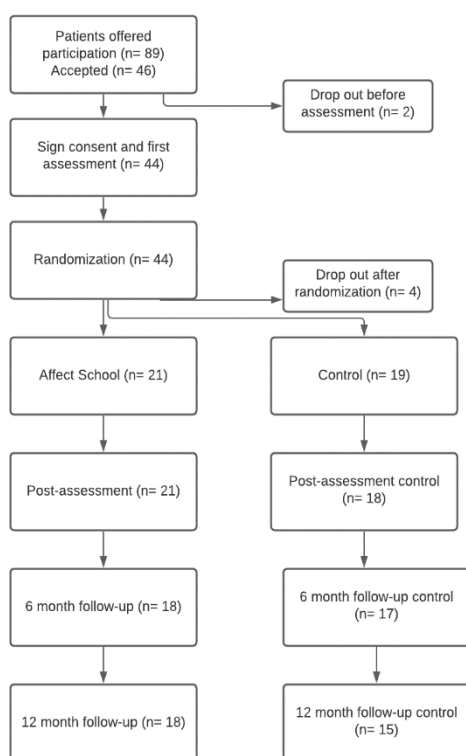 Patients offered
participation (n= 89)
Accepted (n= 46)
Drop out before
assessment (n= 2)
Sign consent and first
assessment (n= 44)
Randomization (n= 44)
Drop out after
randomization (n= 4)
Affect School (n= 21)
Control (n= 19)
Post-assessment (n= 21)
Post-assessment control
(n= 18)
6 month follow-up (n= 18)
6 month follow-up control
(n= 17)
12 month follow-up (n= 18)
12 month follow-up control
(n= 15)